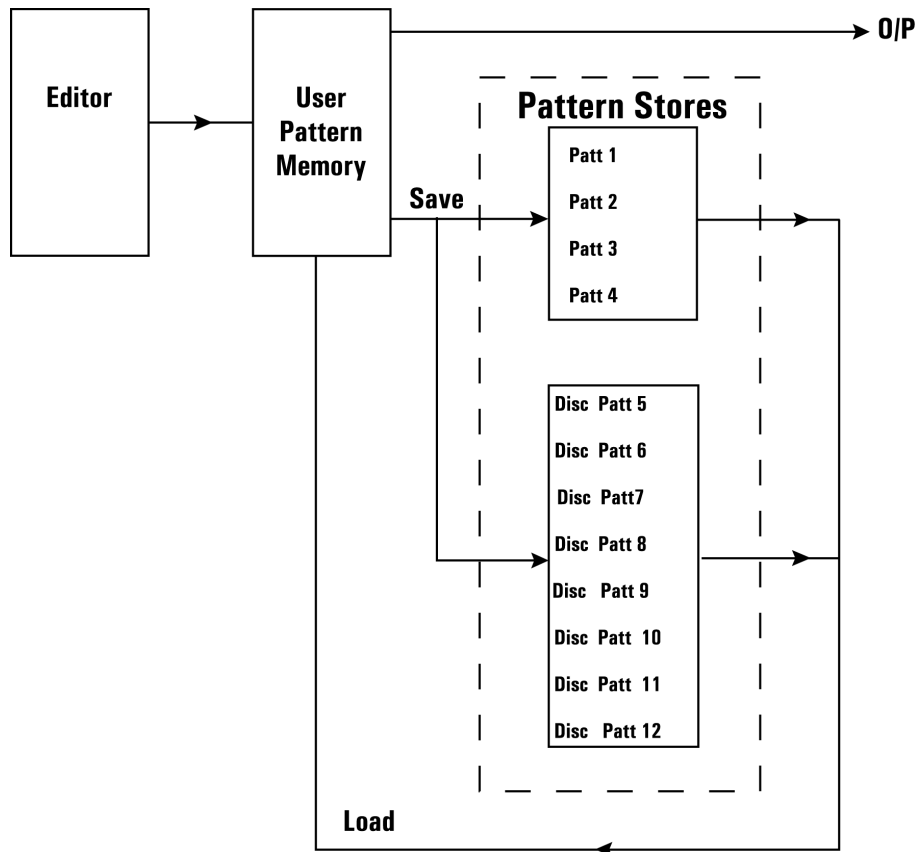 O/P
Editor
User
Pattern
Memory
Pattern Stores
Patt 1
Patt 2
Patt 3
Patt 4
Save
Disc Patt 5
Disc Patt 6
Disc Patt7
Disc Patt 8
Disc Patt 9
Disc Patt 10
Disc Patt 11
Disc Patt 12
Load